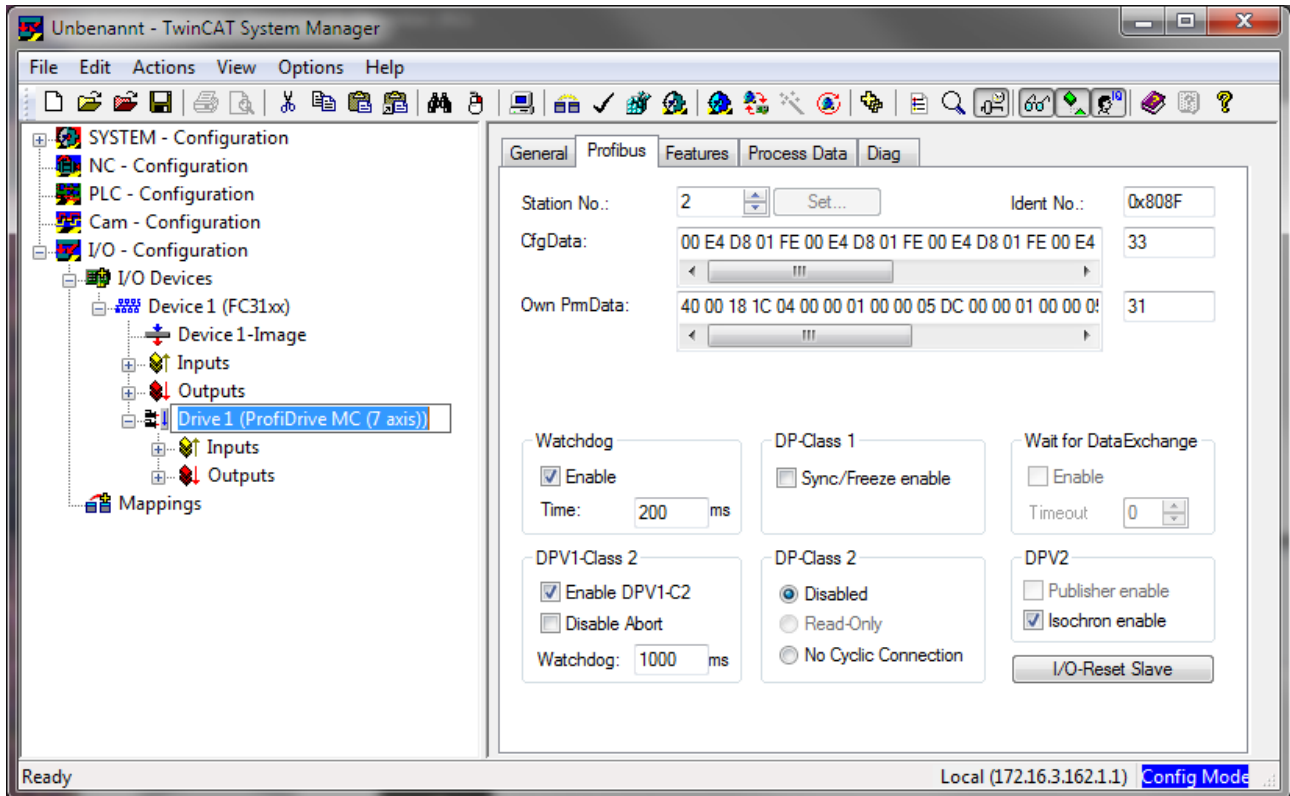 Unbenannt - TwinCAT System Manager
File Edit Actions View Options Help
SYSTEM - Configuration
NC - Configuration
PLC - Configuration
Cam - Configuration
I/O - Configuration
I/O Devices
Device 1 (FC31xx)
Device 1-Image
Inputs
Outputs
Drive 1 (ProfiDrive MC (7 axis))
Inputs
Outputs
Mappings
General Profibus Features Process Data Diag
Station No.: 2 Set... Ident No.: 0x808F
CfgData: 00 E4 D8 01 FE 00 E4 D8 01 FE 00 E4 D8 01 FE 00 E4 33
Own PrmData: 40 00 18 1C 04 00 00 01 00 00 05 DC 00 00 01 00 00 31
Watchdog DP-Class 1 Wait for DataExchange
Enable Sync/Freeze enable Enable
Time: 200 ms Timeout 0
DPV1-Class 2 DP-Class 2 DPV2
Enable DPV1-C2 Disabled Publisher enable
Disable Abort Read-Only Isochron enable
Watchdog: 1000 ms No Cyclic Connection I/O-Reset Slave
Ready Local (172.16.3.162.1.1) Config Mode